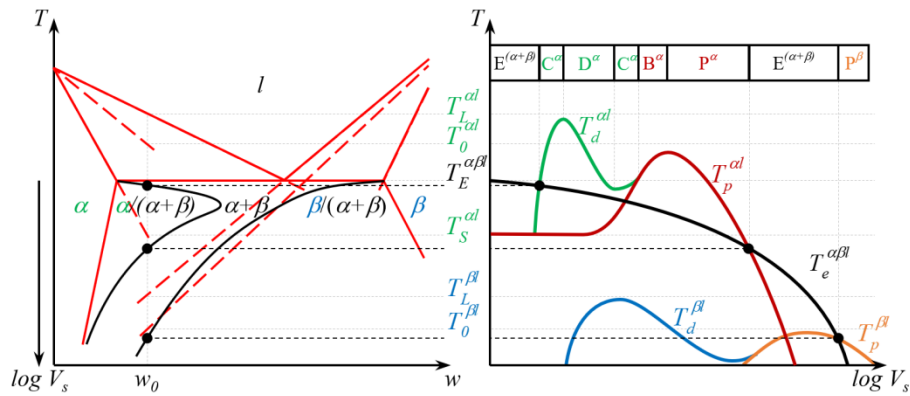 T
l
α
α/(α+β)
α+β
β/(α+β)
β
log V_s
w_0
w
T_L^{αl}
T_0^{αl}
T_E^{αβl}
T_S^{αl}
T_L^{βl}
T_0^{βl}
T
E^{(α+β)} C^α D^α C^α B^α P^α E^{(α+β)} P^β
T_d^{αl}
T_p^{αl}
T_e^{αβl}
T_d^{βl}
T_p^{βl}
log V_s